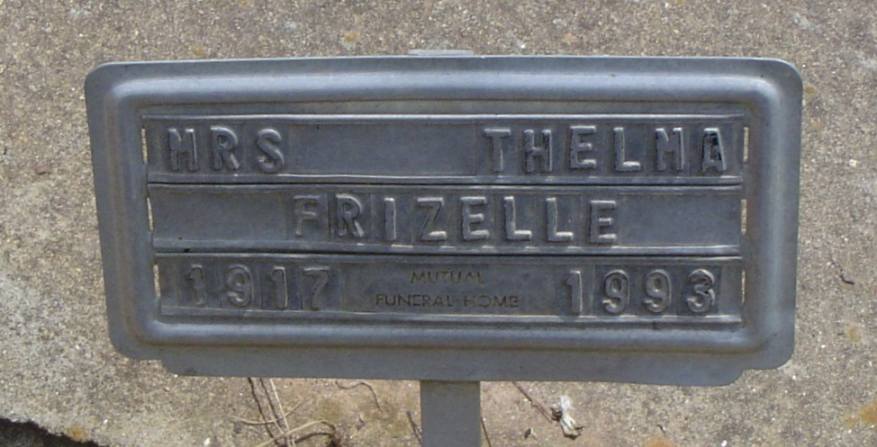 MRS THELMA
FRIZELLE
1917 MUTUAL FUNERAL HOME 1993